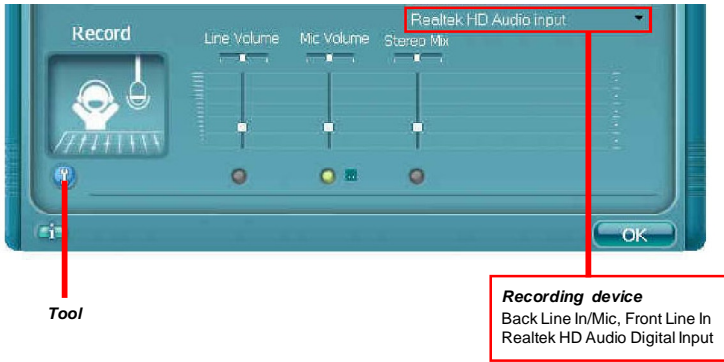 Realtek HD Audio input
Record
Line Volume Mic Volume Stereo Mix
OK
Tool
Recording device
Back Line In/Mic, Front Line In
Realtek HD Audio Digital Input